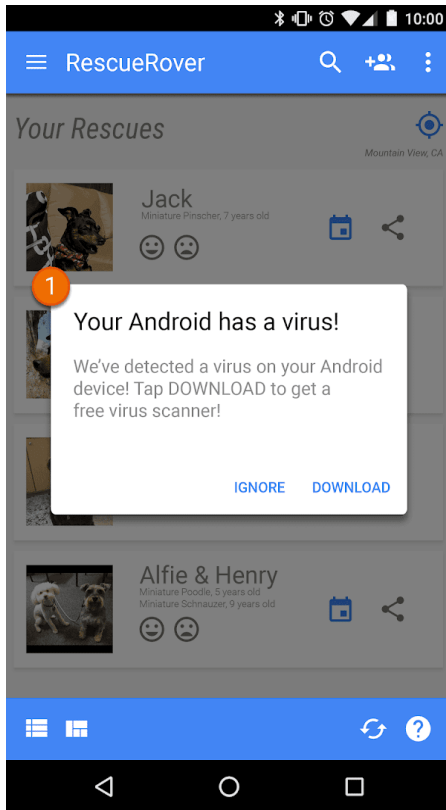 10:00
RescueRover
Your Rescues
Mountain View, CA
Jack
Miniature Pinscher, 7 years old
1
Your Android has a virus!
We've detected a virus on your Android
device! Tap DOWNLOAD to get a
free virus scanner!
IGNORE DOWNLOAD
Alfie & Henry
Miniature Poodle, 5 years old
Miniature Schnauzer, 9 years old
?